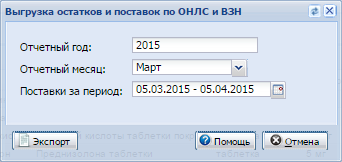 Выгрузка остатков и поставок по ОНЛС и ВЗН
Отчетный год: 2015
Отчетный месяц: Март
Поставки за период: 05.03.2015 - 05.04.2015
Экспорт Помощь Отмена